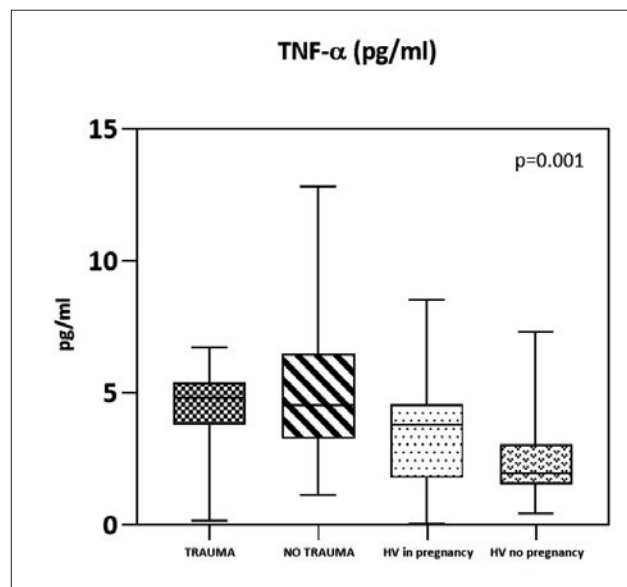 TNF-α (pg/ml)
15
p=0.001
10
pg/ml
5
0
TRAUMA NO TRAUMA HV in pregnancy HV no pregnancy